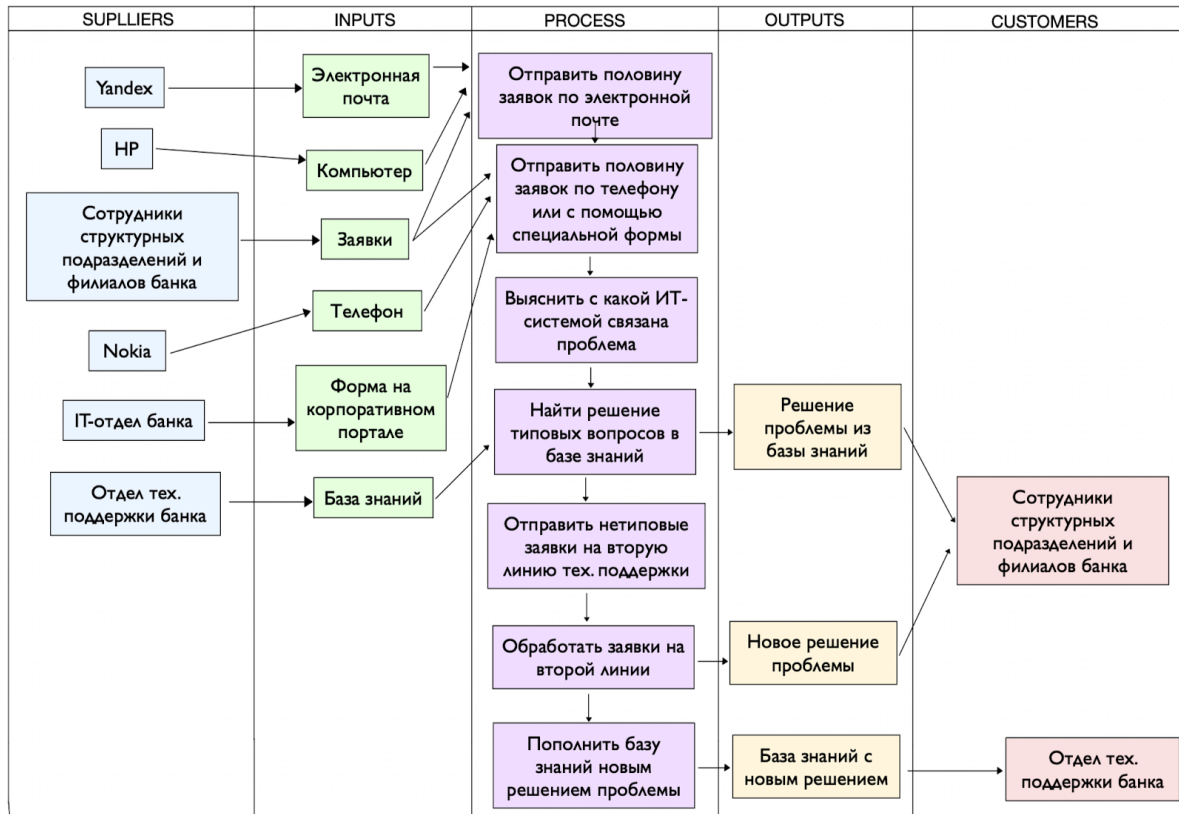 SUPLLIERS
INPUTS
PROCESS
OUTPUTS
CUSTOMERS
Yandex
HP
Сотрудники
структурных
подразделений и
филиалов банка
Nokia
IT-отдел банка
Отдел тех.
поддержки банка
Электронная
почта
Компьютер
Заявки
Телефон
Форма на
корпоративном
портале
База знаний
Отправить половину
заявок по электронной
почте
Отправить половину
заявок по телефону
или с помощью
специальной формы
Выяснить с какой ИТ-
системой связана
проблема
Найти решение
типовых вопросов в
базе знаний
Отправить нетиповые
заявки на вторую
линию тех. поддержки
Обработать заявки на
второй линии
Пополнить базу
знаний новым
решением проблемы
Решение
проблемы из
базы знаний
Новое решение
проблемы
База знаний с
новым решением
Сотрудники
структурных
подразделений и
филиалов банка
Отдел тех.
поддержки банка